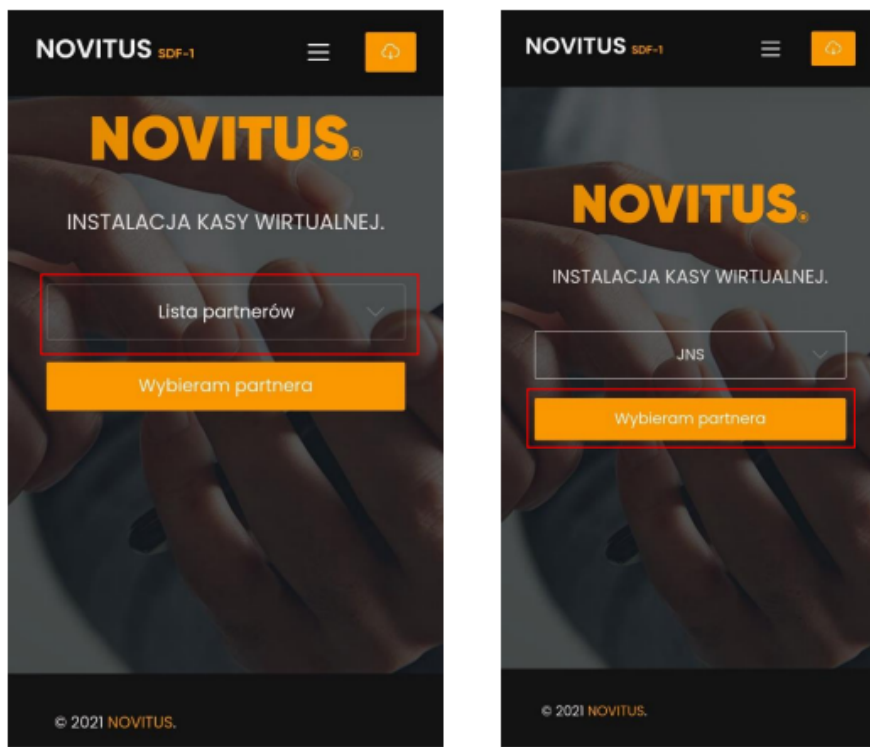 NOVITUS SDF-1
NOVITUS.
INSTALACJA KASY WIRTUALNEJ.
Lista partnerów
Wybieram partnera
© 2021 NOVITUS.
NOVITUS SDF-1
NOVITUS.
INSTALACJA KASY WIRTUALNEJ.
JNS
Wybieram partnera
© 2021 NOVITUS.